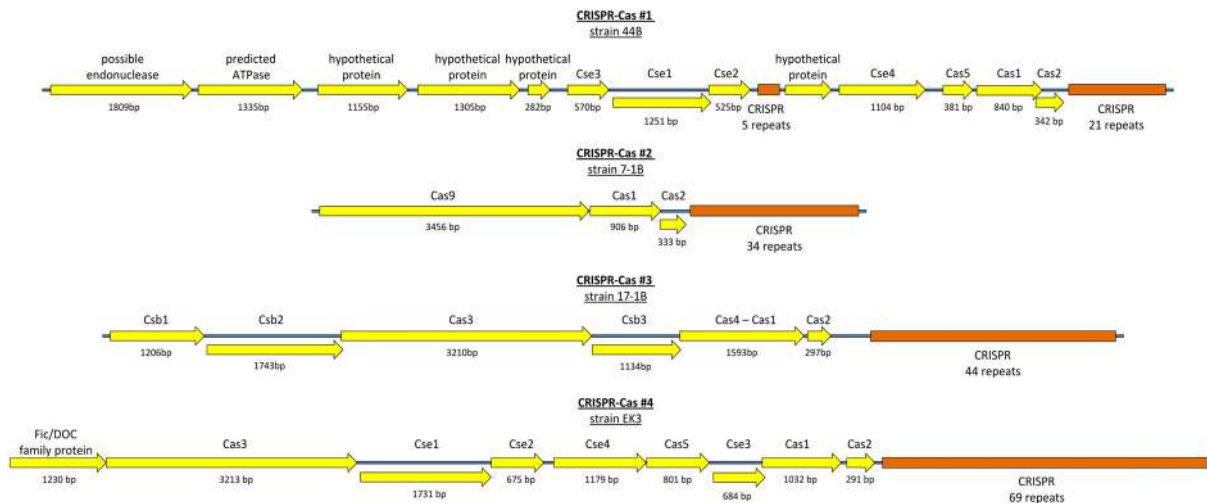 CRISPR-Cas #1
strain 44B
possible
endonuclease
predicted
ATPase
hypothetical
protein
hypothetical
protein
hypothetical
protein
Cse3
Cse1
Cse2
hypothetical
protein
Cse4
Cas5
Cas1
Cas2
1809bp
1335bp
1155bp
1305bp
282bp
570bp
1251 bp
525bp
CRISPR
5 repeats
1104 bp
381 bp
840 bp
342 bp
CRISPR
21 repeats
CRISPR-Cas #2
strain 7-1B
Cas9
Cas1
Cas2
3456 bp
906 bp
333 bp
CRISPR
34 repeats
CRISPR-Cas #3
strain 17-1B
Csb1
Csb2
Cas3
Csb3
Cas4 – Cas1
Cas2
1206bp
1743bp
3210bp
1134bp
1593bp
297bp
CRISPR
44 repeats
CRISPR-Cas #4
strain EK3
Fic/DOC
family protein
Cas3
Cse1
Cse2
Cse4
Cas5
Cse3
Cas1
Cas2
1230 bp
3213 bp
1731 bp
675 bp
1179 bp
801 bp
684 bp
1032 bp
291 bp
CRISPR
69 repeats